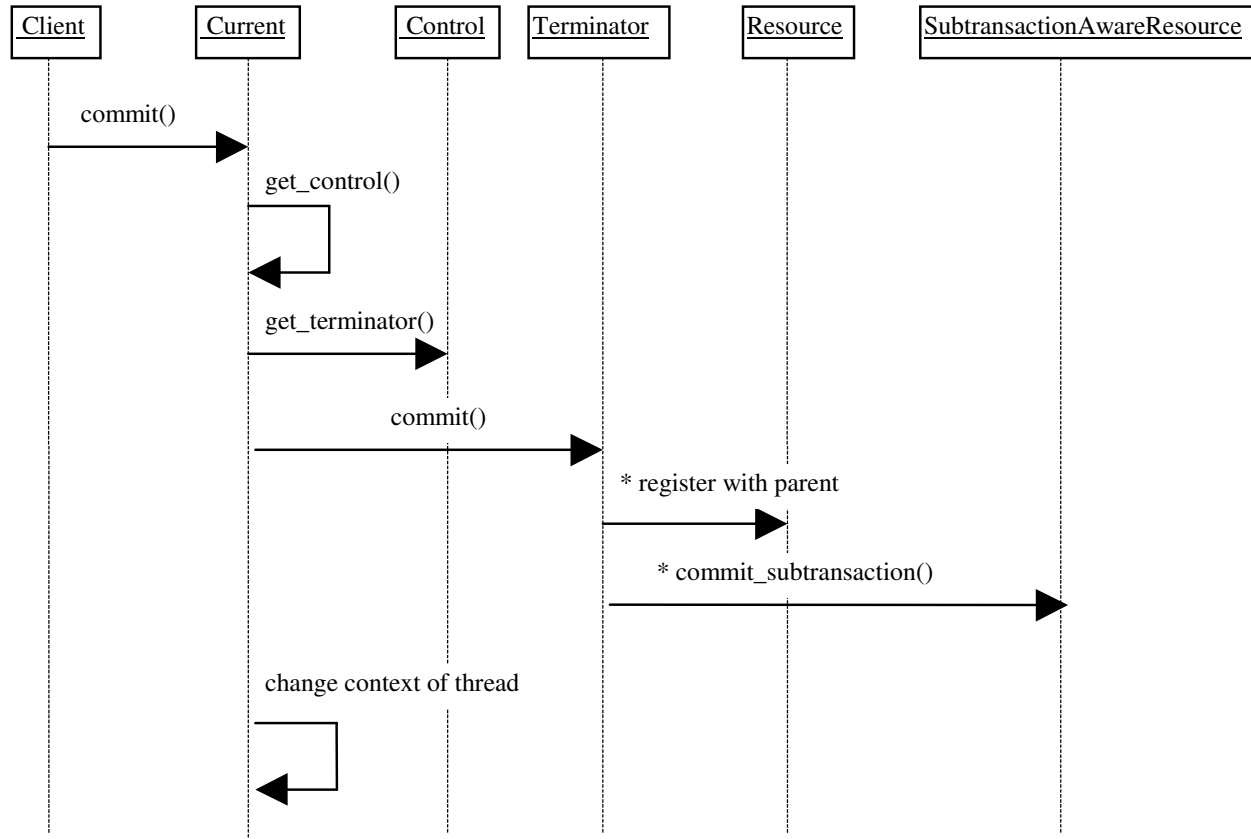 Client
Current
Control
Terminator
Resource
SubtransactionAwareResource
commit()
get_control()
get_terminator()
commit()
* register with parent
* commit_subtransaction()
change context of thread